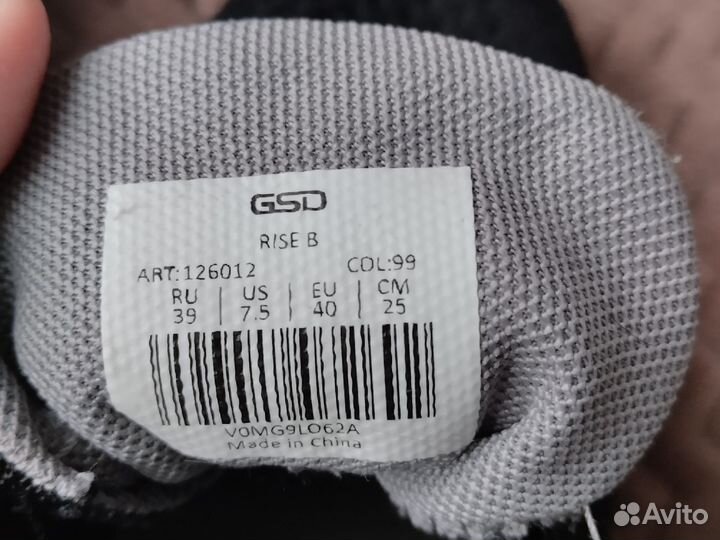 GSD
RISE B
ART:126012 COL:99
RU US EU CM
39 7.5 40 25
V0MG9LO62A
Made in China
Avito